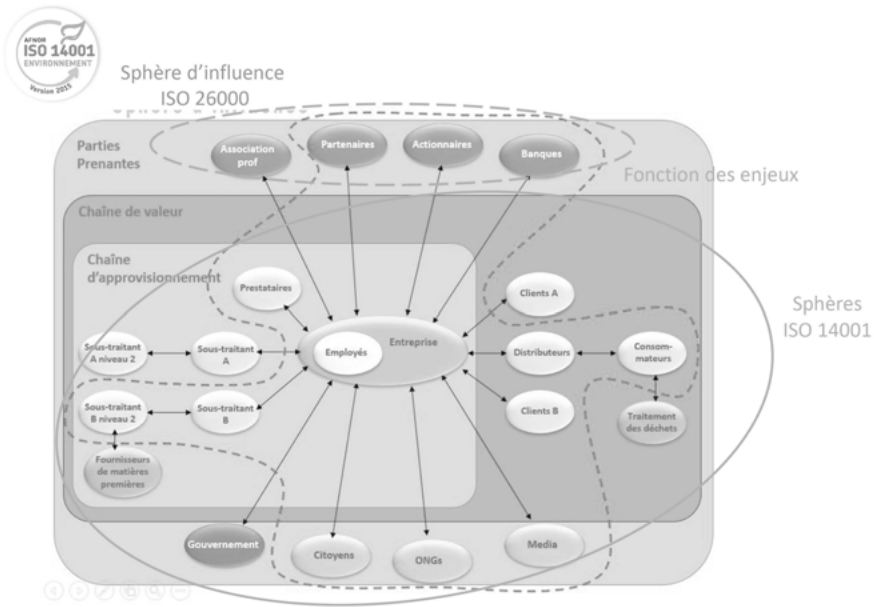 AFNOR
ISO 14001
ENVIRONNEMENT
Version 2015
Sphère d'influence
ISO 26000
Parties
Prenantes
Association
prof
Partenaires
Actionnaires
Banques
Fonction des enjeux
Chaîne de valeur
Chaîne
d'approvisionnement
Prestataires
Clients A
Sphères
ISO 14001
Sous-traitant
A niveau 2
Sous-traitant
A
Employés
Entreprise
Distributeurs
Consom-
mateurs
Sous-traitant
B niveau 2
Sous-traitant
B
Clients B
Traitement
des déchets
Fournisseurs
de matières
premières
Gouvernement
Citoyens
ONGs
Media